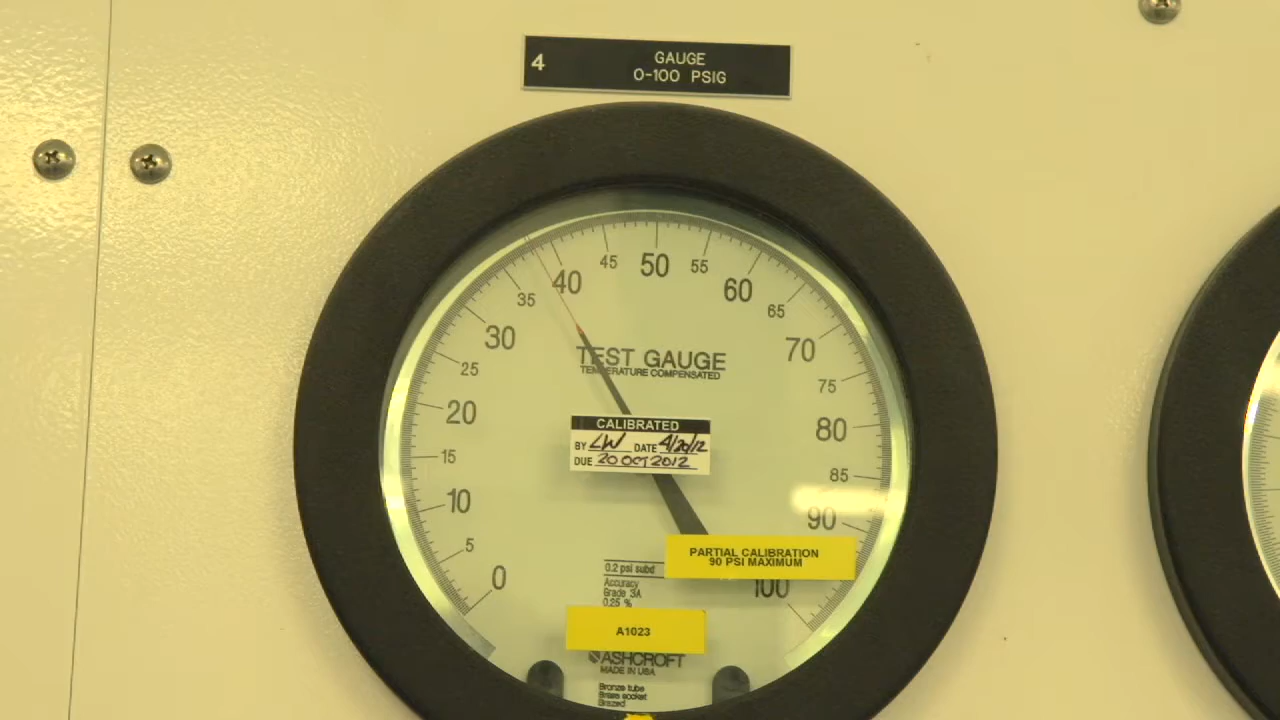 4 GAUGE
0-100 PSIG
45 50 55
40 60
35 65
30 70
25 75
20 80
15 85
10 90
5
0 100
TEST GAUGE
TEMPERATURE COMPENSATED
CALIBRATED
BY LW DATE 4/20/12
DUE 20 OCT 2012
PARTIAL CALIBRATION
90 PSI MAXIMUM
0.2 psi subd
Accuracy
Grade 3A
0.25 %
A1023
ASHCROFT
MADE IN USA
Bronze tube
Brass socket
Brazed